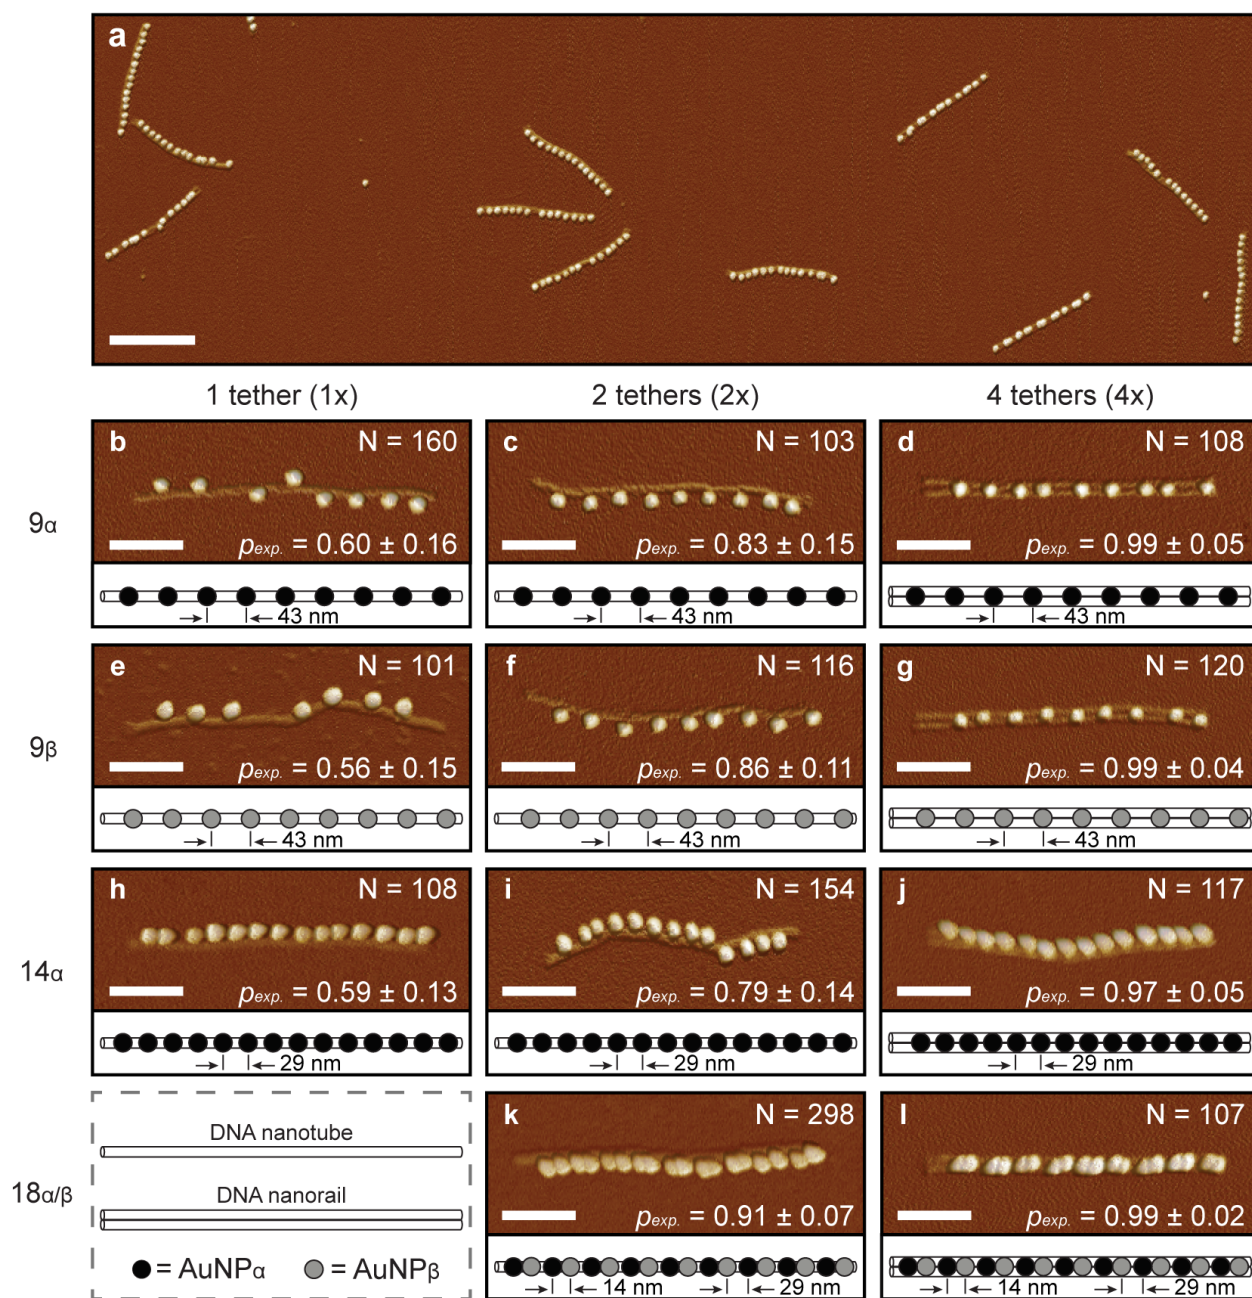 a
1 tether (1x)
2 tethers (2x)
4 tethers (4x)
9α
b
N = 160
pexp. = 0.60 ± 0.16
43 nm
c
N = 103
pexp. = 0.83 ± 0.15
43 nm
d
N = 108
pexp. = 0.99 ± 0.05
43 nm
9β
e
N = 101
pexp. = 0.56 ± 0.15
43 nm
f
N = 116
pexp. = 0.86 ± 0.11
43 nm
g
N = 120
pexp. = 0.99 ± 0.04
43 nm
14α
h
N = 108
pexp. = 0.59 ± 0.13
29 nm
i
N = 154
pexp. = 0.79 ± 0.14
29 nm
j
N = 117
pexp. = 0.97 ± 0.05
29 nm
18α/β
DNA nanotube
DNA nanorail
= AuNPα
= AuNPβ
k
N = 298
pexp. = 0.91 ± 0.07
14 nm
29 nm
l
N = 107
pexp. = 0.99 ± 0.02
14 nm
29 nm